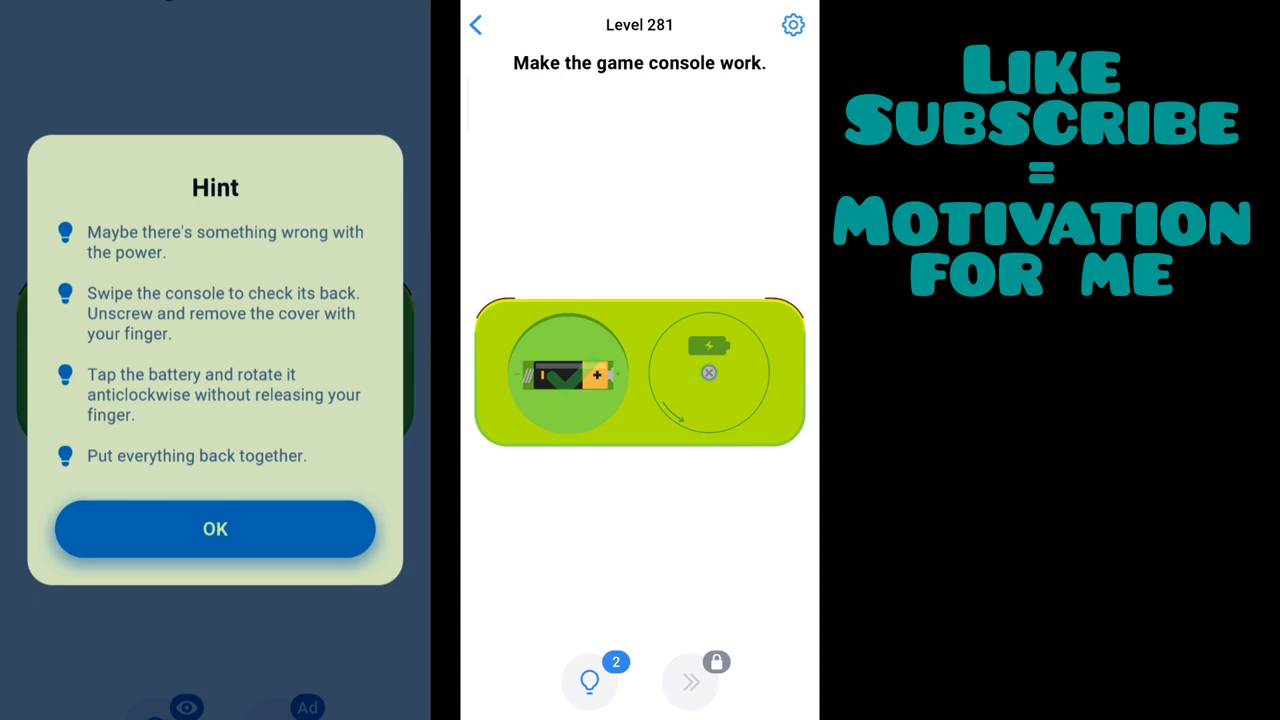 Hint
Maybe there's something wrong with
the power.
Swipe the console to check its back.
Unscrew and remove the cover with
your finger.
Tap the battery and rotate it
anticlockwise without releasing your
finger.
Put everything back together.
OK
Ad
Level 281
Make the game console work.
- +
+
2
LIKE
SUBSCRIBE
=
MOTIVATION
FOR ME